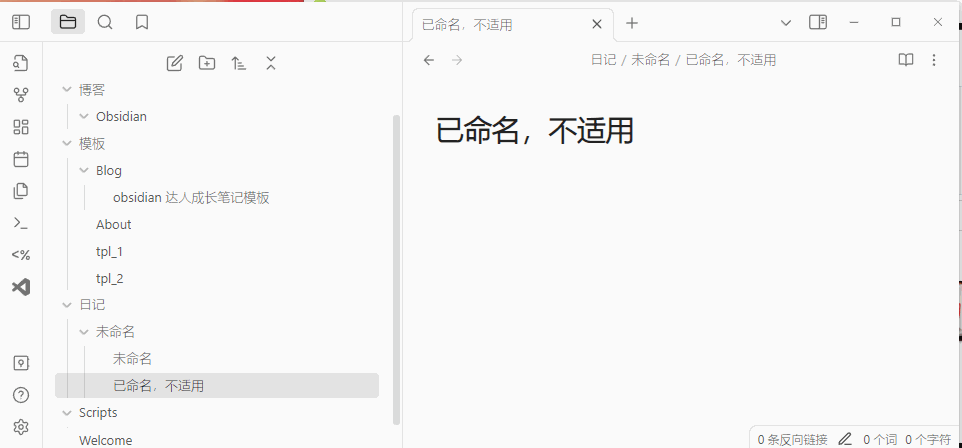 已命名，不适用
日记 / 未命名 / 已命名，不适用
博客
Obsidian
模板
Blog
obsidian 达人成长笔记模板
About
tpl_1
tpl_2
日记
未命名
未命名
已命名，不适用
Scripts
Welcome
<%
已命名，不适用
0 条反向链接 0 个词 0 个字符